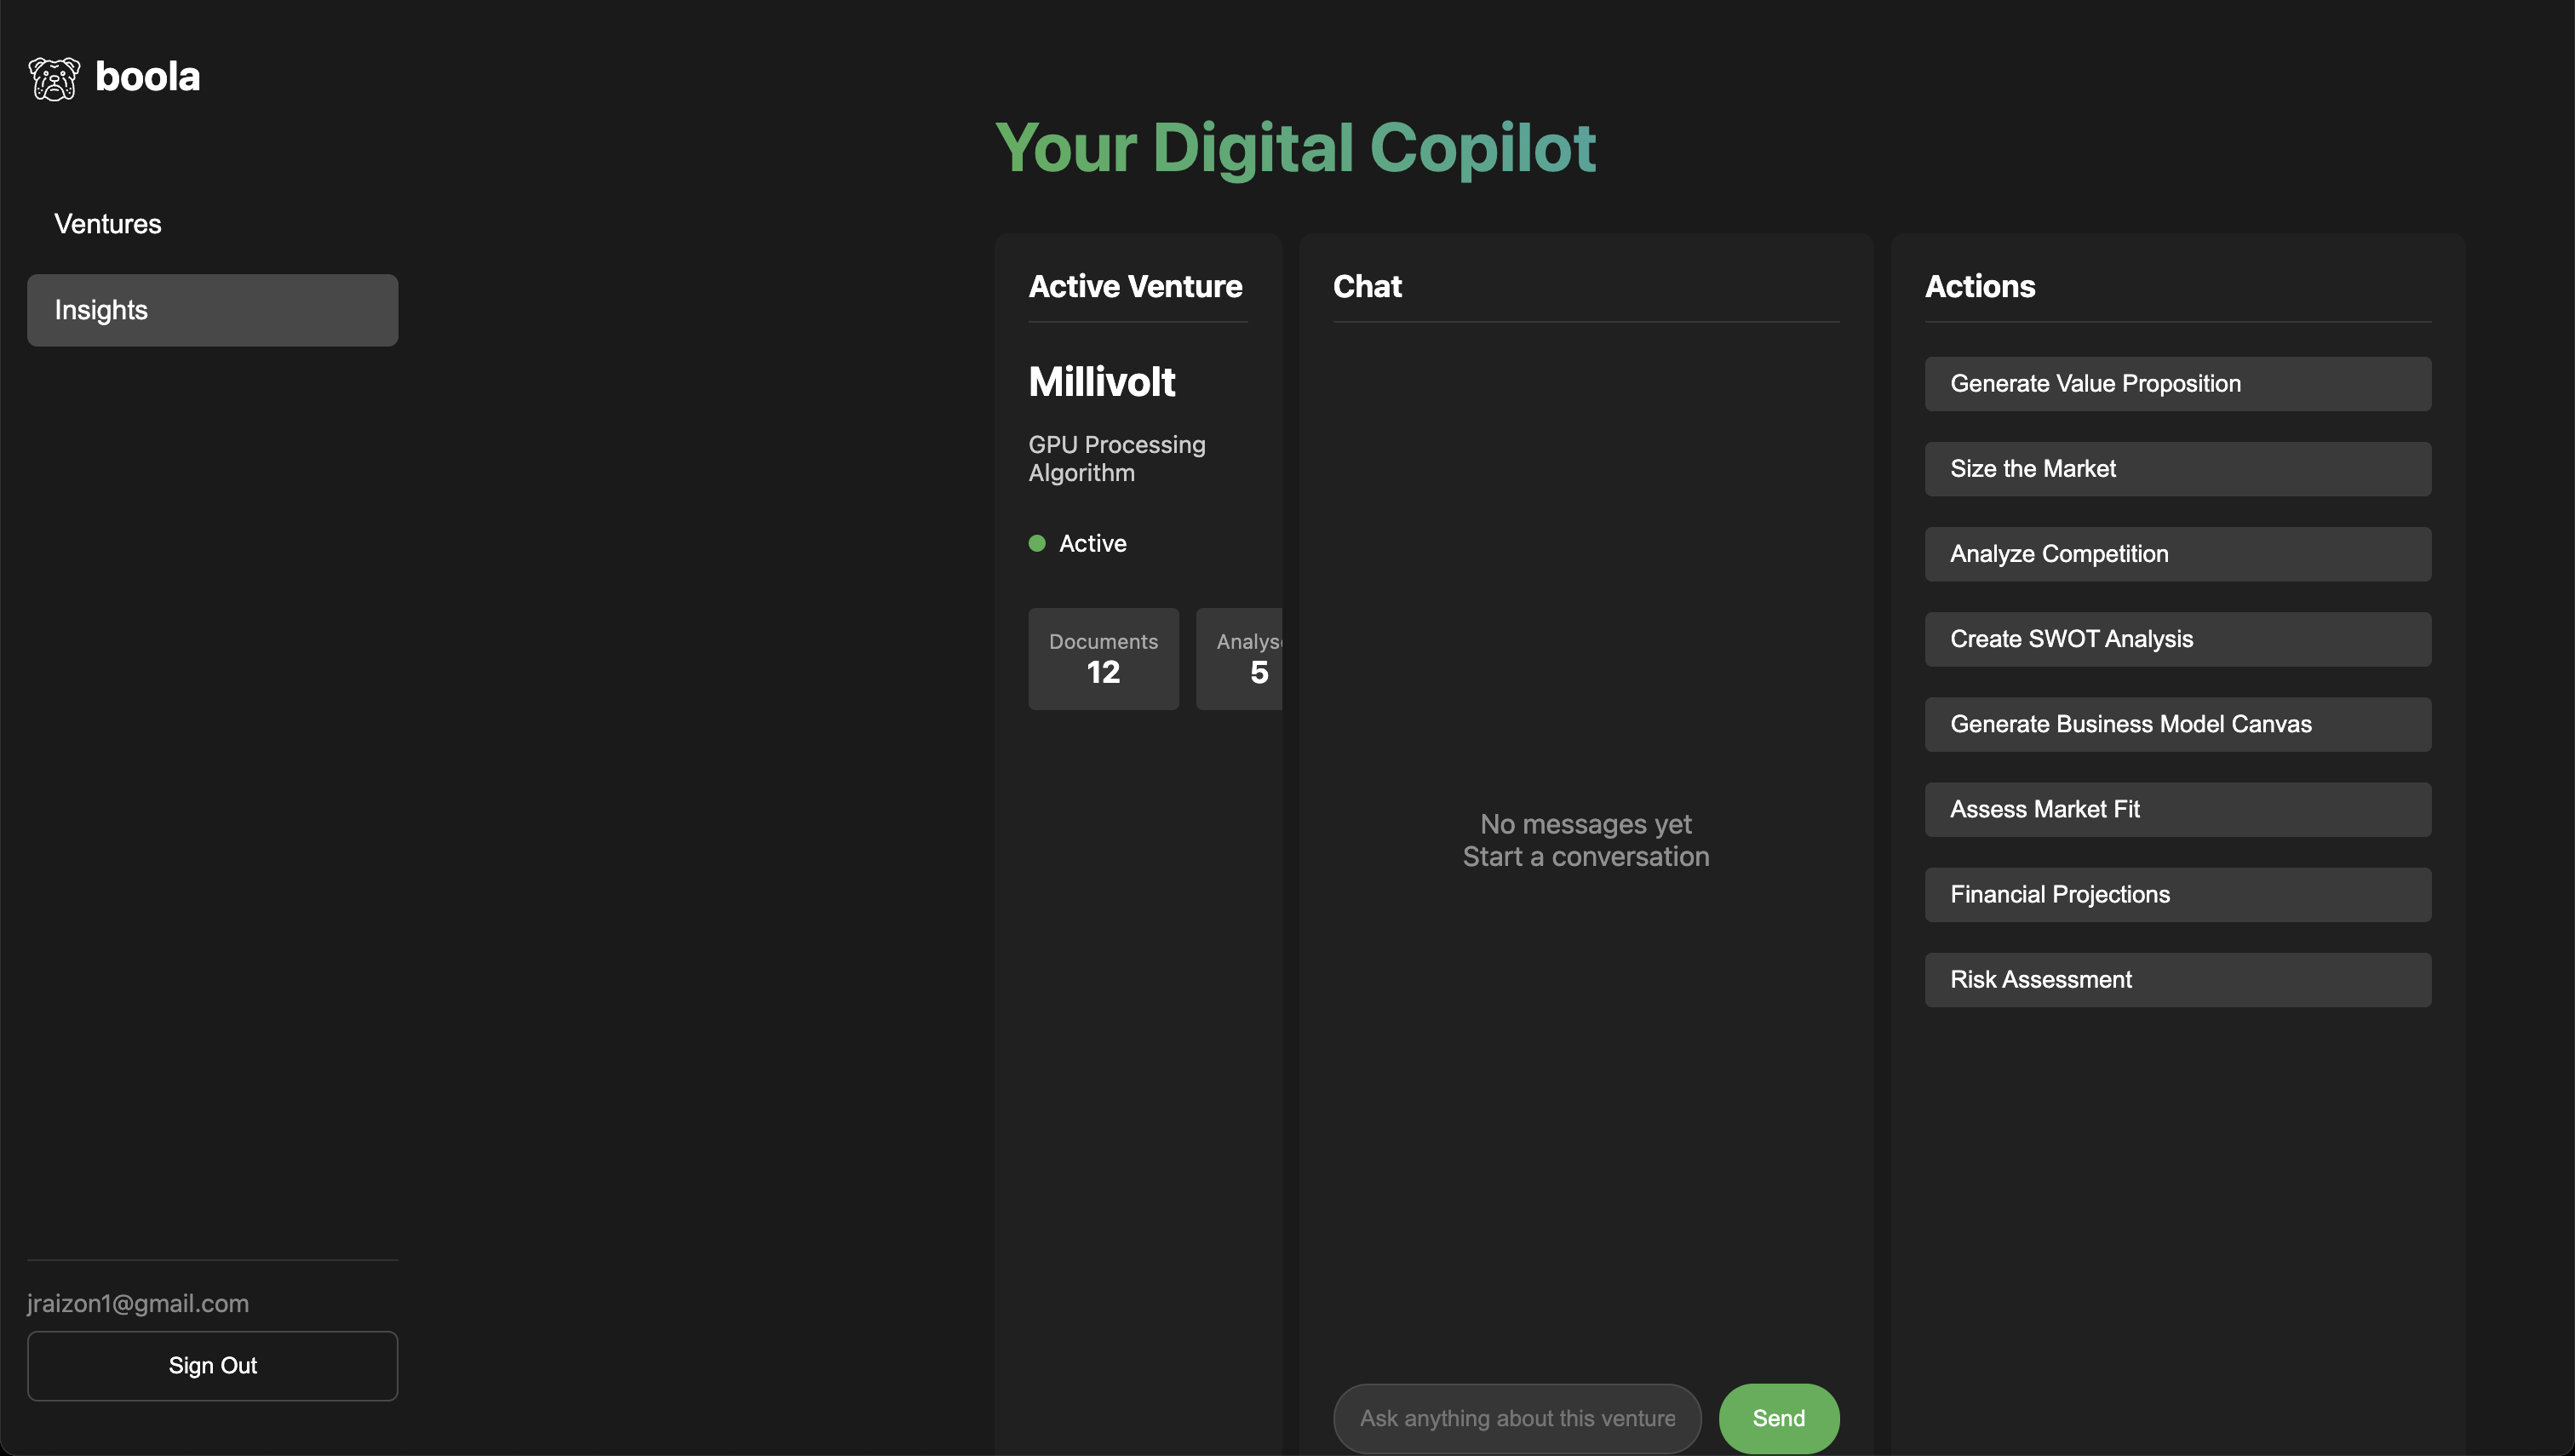 boola
Ventures
Insights
jraizon1@gmail.com
Sign Out
Your Digital Copilot
Active Venture
Millivolt
GPU Processing
Algorithm
Active
Documents
12
Analys
5
Chat
No messages yet
Start a conversation
Ask anything about this venture
Send
Actions
Generate Value Proposition
Size the Market
Analyze Competition
Create SWOT Analysis
Generate Business Model Canvas
Assess Market Fit
Financial Projections
Risk Assessment